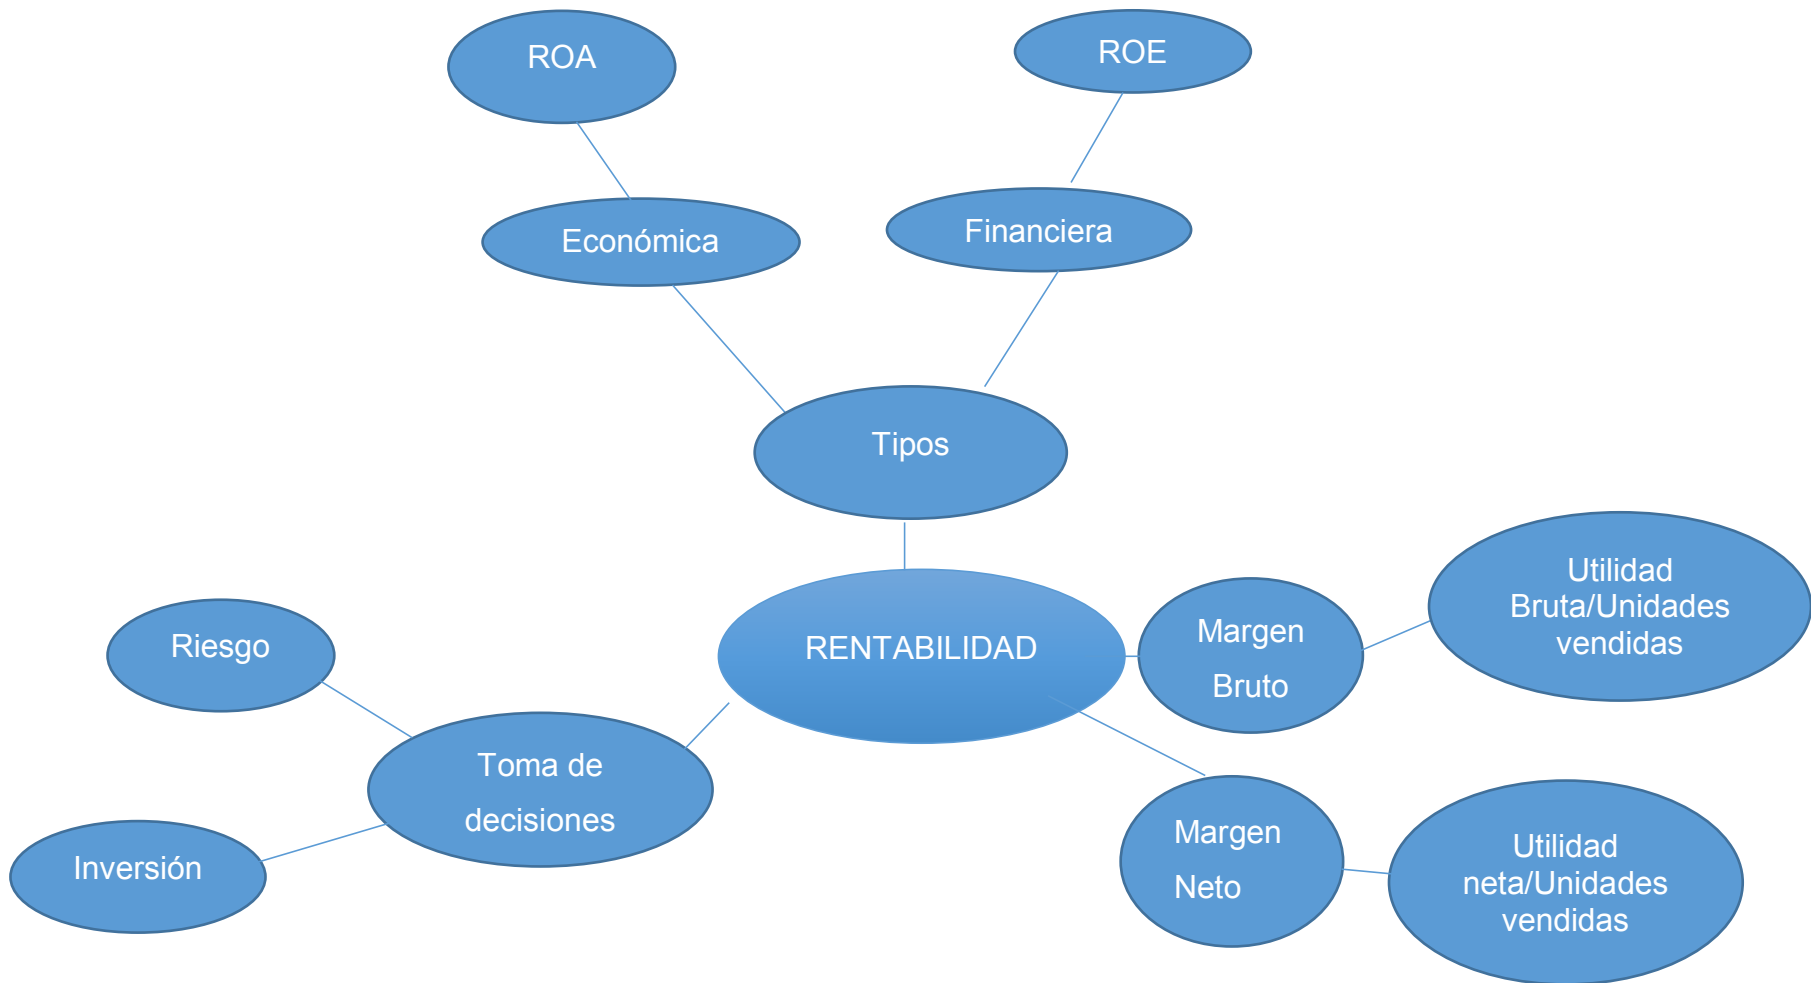 ROA
ROE
Económica
Financiera
Tipos
RENTABILIDAD
Margen
Bruto
Utilidad
Bruta/Unidades
vendidas
Riesgo
Toma de
decisiones
Inversión
Margen
Neto
Utilidad
neta/Unidades
vendidas